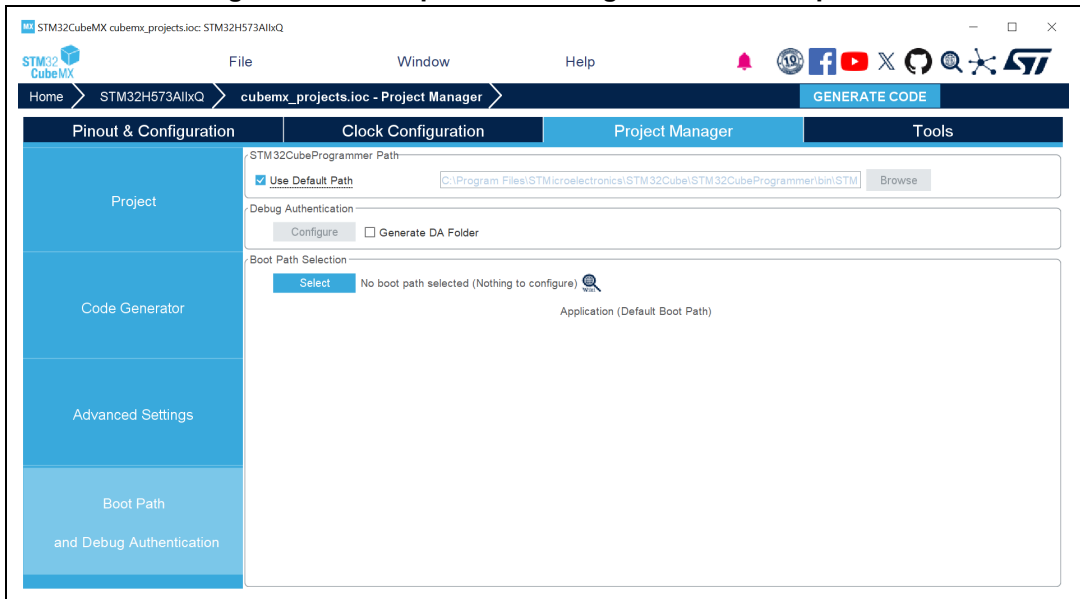 STM32CubeMX cubemx_projects.ioc: STM32H573AIIxQ
STM32
CubeMX
File
Window
Help
Home
STM32H573AIIxQ
cubemx_projects.ioc - Project Manager
GENERATE CODE
Pinout & Configuration
Clock Configuration
Project Manager
Tools
Project
Code Generator
Advanced Settings
Boot Path
and Debug Authentication
STM32CubeProgrammer Path
Use Default Path
C:\Program Files\STMicroelectronics\STM32Cube\STM32CubeProgrammer\bin\STM
Browse
Debug Authentication
Configure
Generate DA Folder
Boot Path Selection
Select
No boot path selected (Nothing to configure)
Application (Default Boot Path)